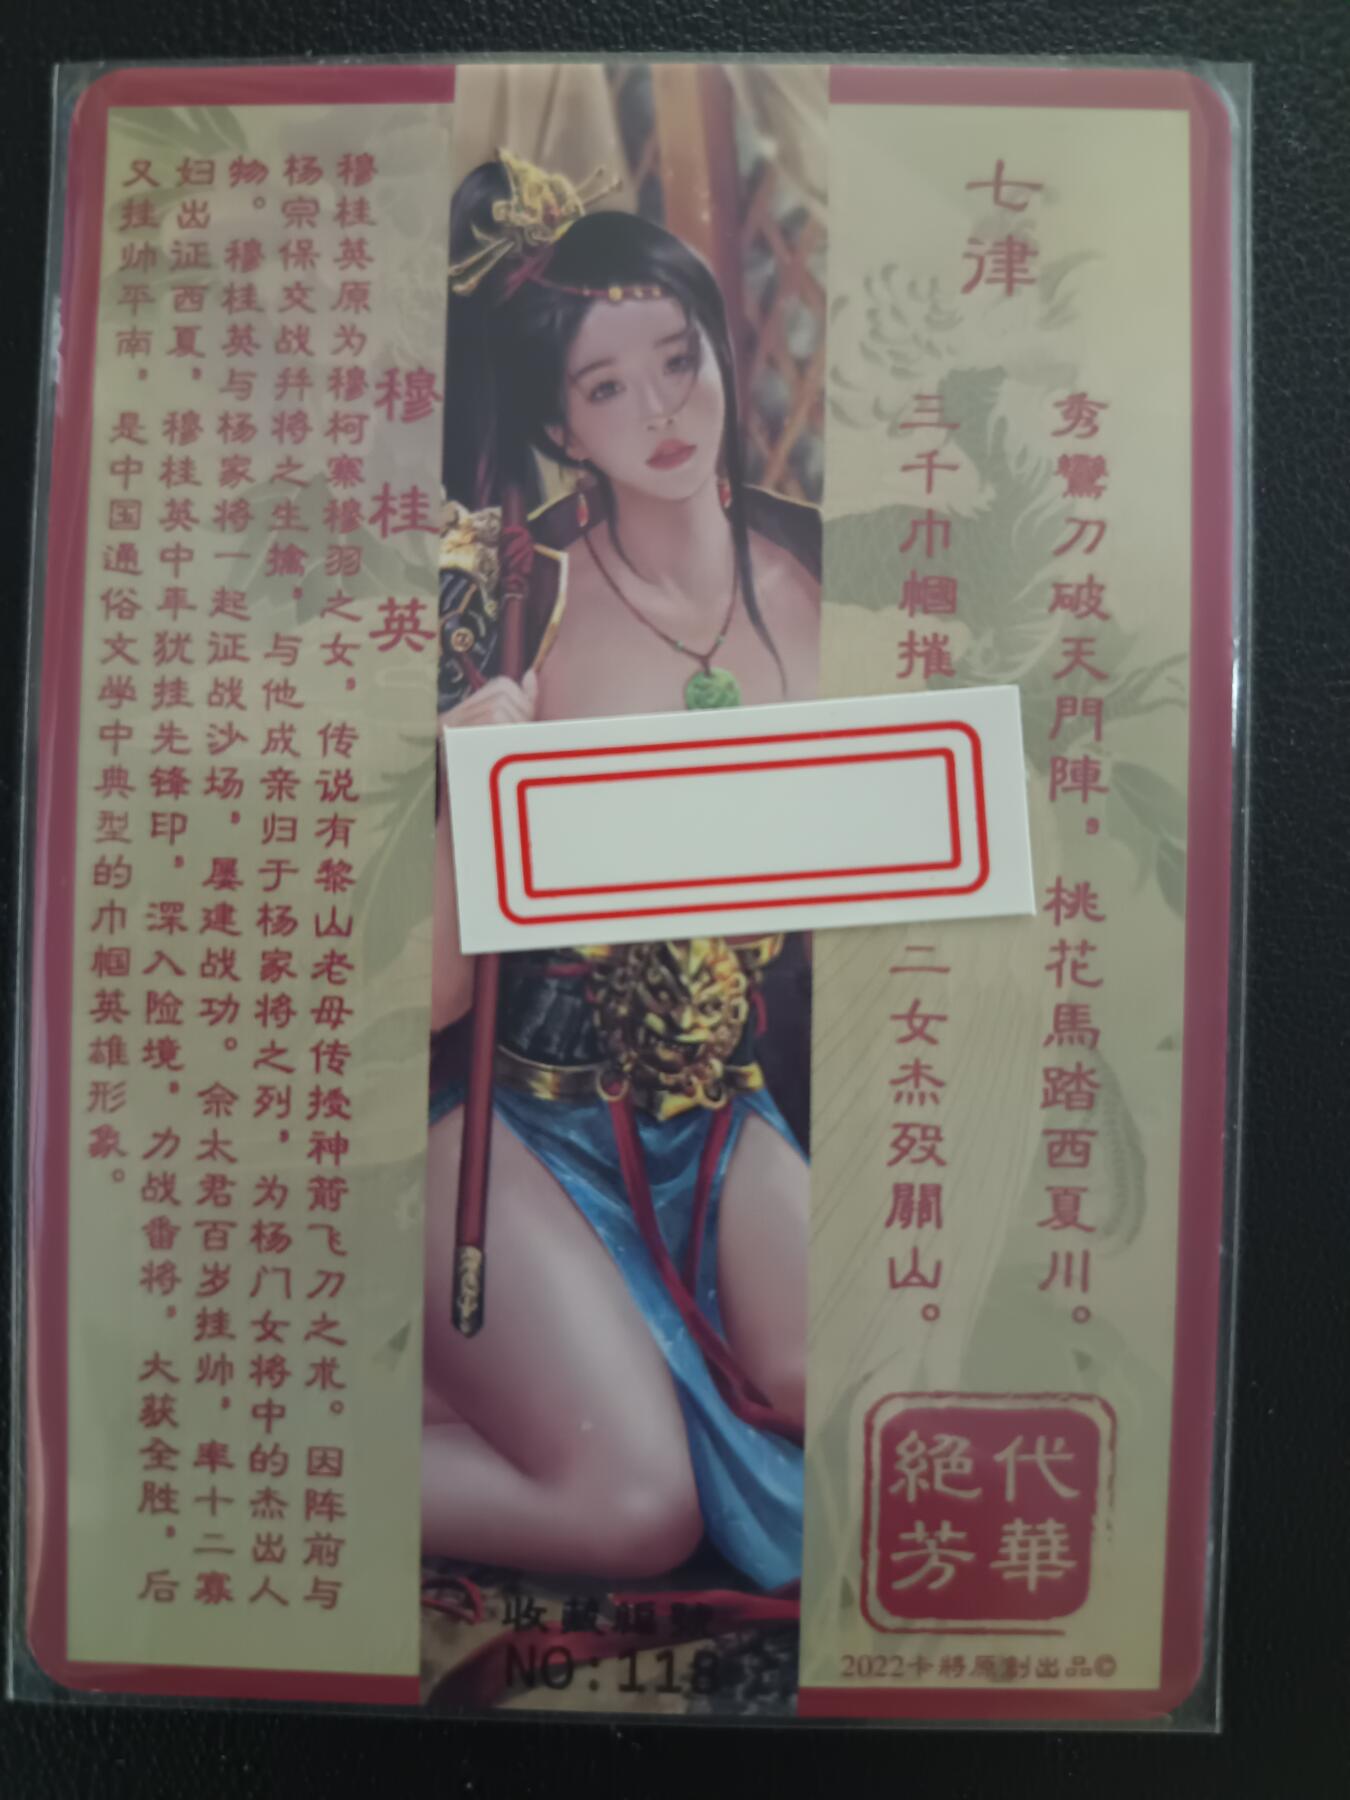 七律
秀鸞刀破天門陣，桃花馬踏西夏川。
三千巾幗摧
二女杰殁關山。
絕代
芳華
2022卡將原創出品©
穆桂英
穆桂英原为穆柯寨穆羽之女，传说有黎山老母传授神箭飞刀之术。因阵前与
杨宗保交战并将之生擒，与他成亲归于杨家将之列，为杨门女将中的杰出人
物。穆桂英与杨家将一起征战沙场，屡建战功。佘太君百岁挂帅，率十二寡
妇出征西夏，穆桂英中年犹挂先锋印，深入险境，力战番将，大获全胜，后
又挂帅平南，是中国通俗文学中典型的巾帼英雄形象。
收藏編號
NO:118